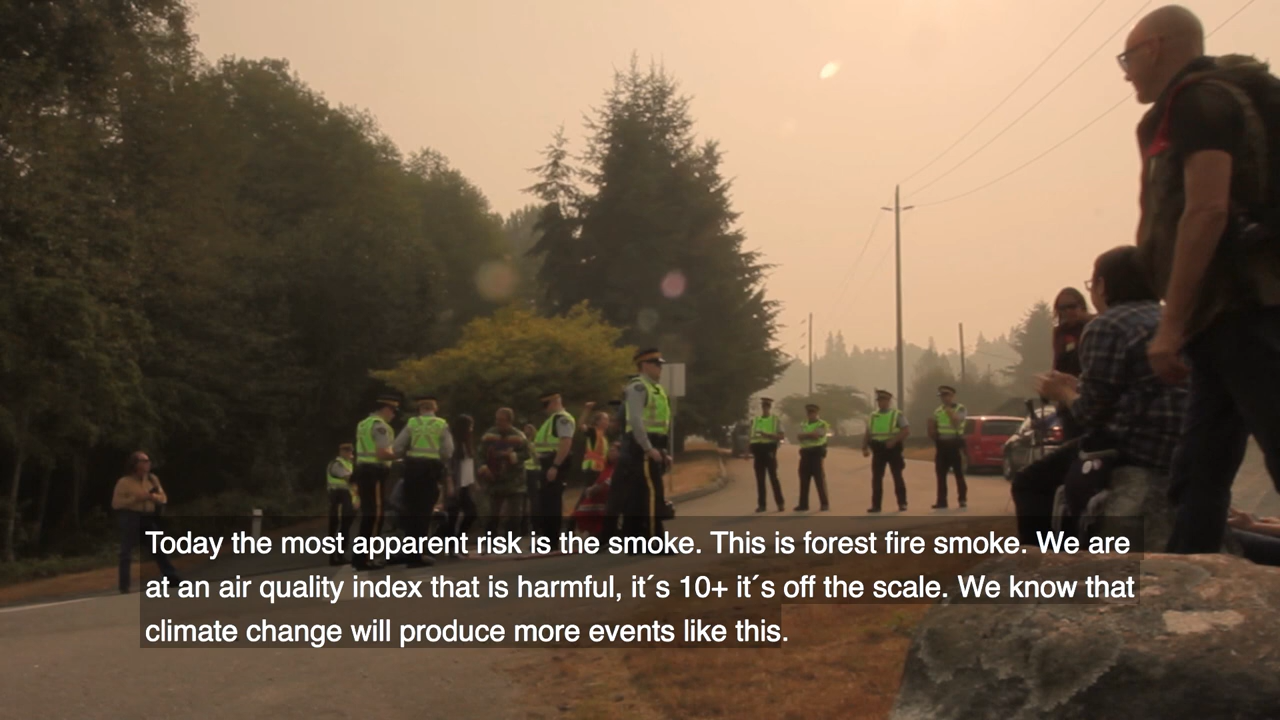 Today the most apparent risk is the smoke. This is forest fire smoke. We are
at an air quality index that is harmful, it´s 10+ it´s off the scale. We know that
climate change will produce more events like this.